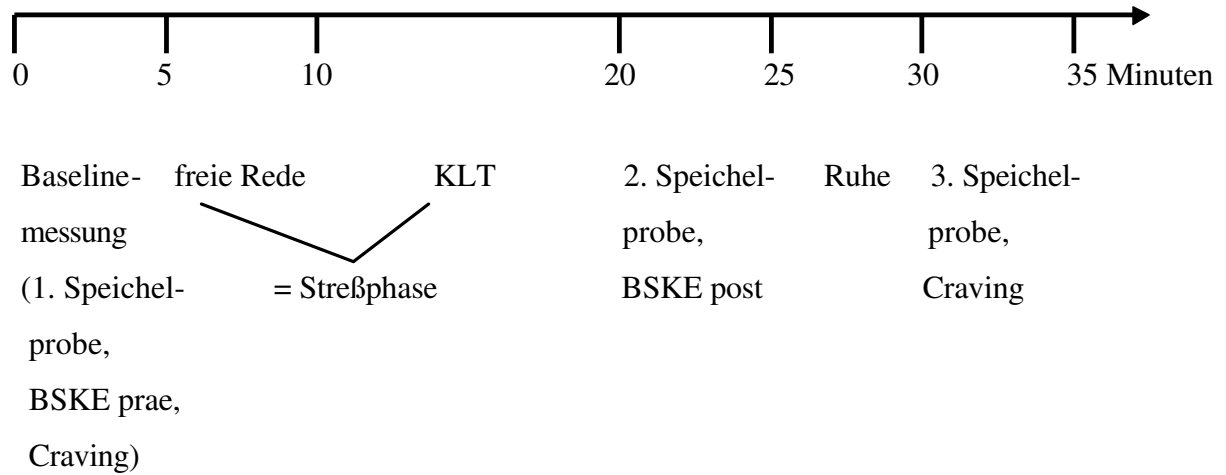 0 5 10 20 25 30 35 Minuten
Baseline- freie Rede KLT 2. Speichel- Ruhe 3. Speichel-
messung probe, probe,
(1. Speichel- = Streßphase BSKE post Craving
probe,
BSKE prae,
Craving)